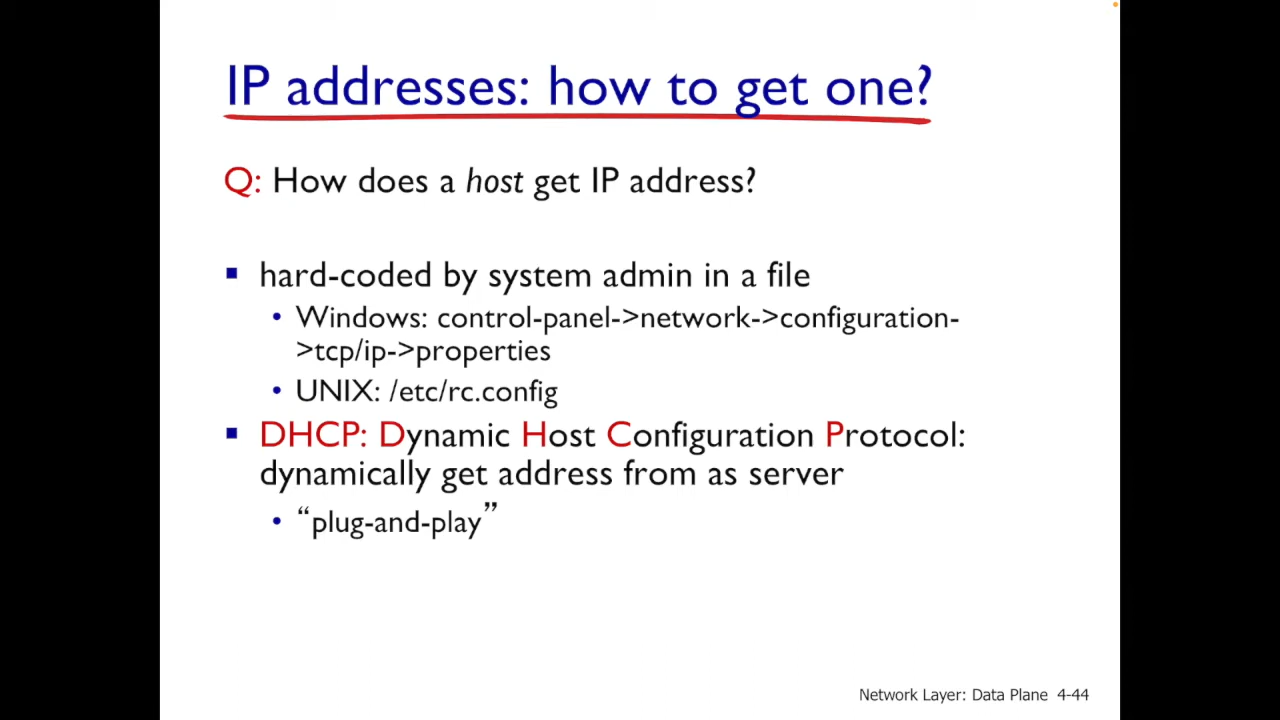 IP addresses: how to get one?
Q: How does a host get IP address?
▪ hard-coded by system admin in a file
• Windows: control-panel->network->configuration-
>tcp/ip->properties
• UNIX: /etc/rc.config
▪ DHCP: Dynamic Host Configuration Protocol:
dynamically get address from as server
• “plug-and-play”
Network Layer: Data Plane 4-44